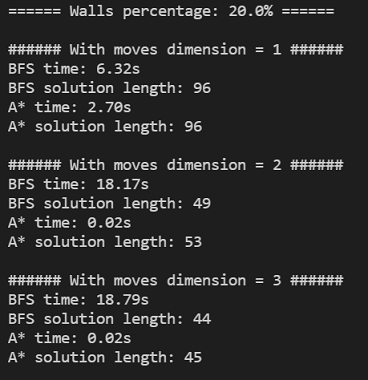 ====== Walls percentage: 20.0% ======
###### With moves dimension = 1 ######
BFS time: 6.32s
BFS solution length: 96
A* time: 2.70s
A* solution length: 96
###### With moves dimension = 2 ######
BFS time: 18.17s
BFS solution length: 49
A* time: 0.02s
A* solution length: 53
###### With moves dimension = 3 ######
BFS time: 18.79s
BFS solution length: 44
A* time: 0.02s
A* solution length: 45